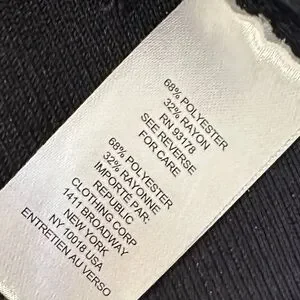 68% POLYESTER
32% RAYON
RN 93178
SEE REVERSE
FOR CARE
68% POLYESTER
32% RAYONNE
IMPORTE PAR:
REPUBLIC
CLOTHING CORP
1411 BROADWAY
NEW YORK
NY 10018 USA
ENTRETIEN AU VERSO